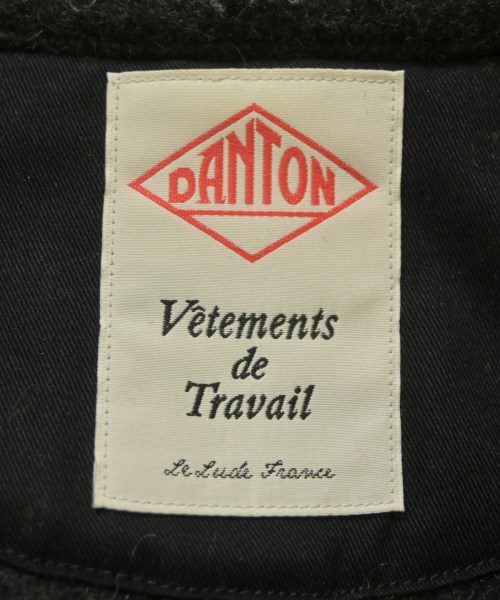 DANTON
Vêtements
de
Travail
Le Lude France